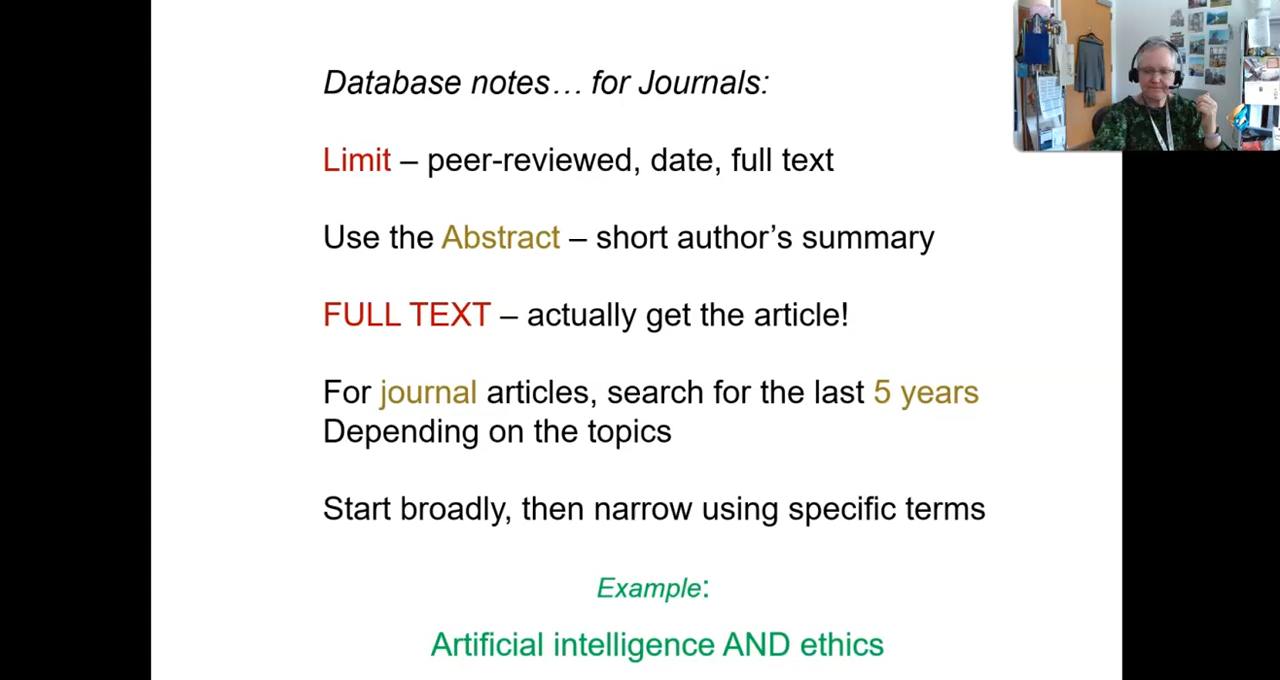 Database notes… for Journals:
Limit – peer-reviewed, date, full text
Use the Abstract – short author’s summary
FULL TEXT – actually get the article!
For journal articles, search for the last 5 years
Depending on the topics
Start broadly, then narrow using specific terms
Example:
Artificial intelligence AND ethics